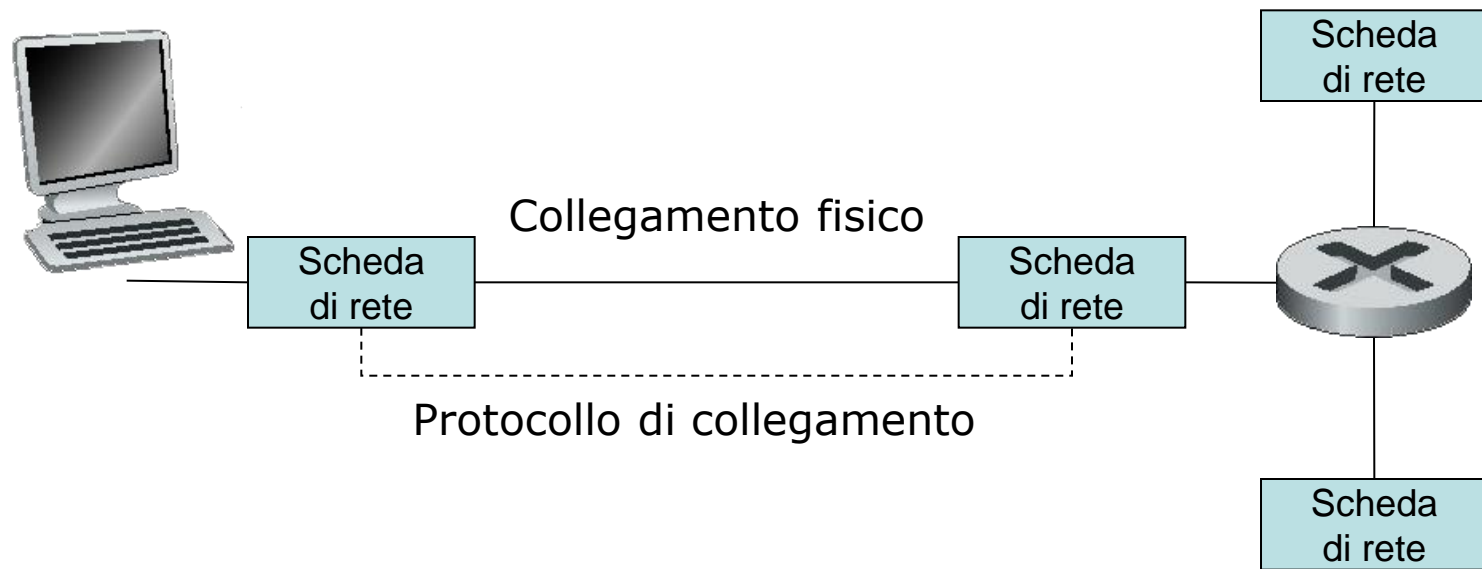 Scheda
di rete
Collegamento fisico
Scheda
di rete
Scheda
di rete
Protocollo di collegamento
Scheda
di rete